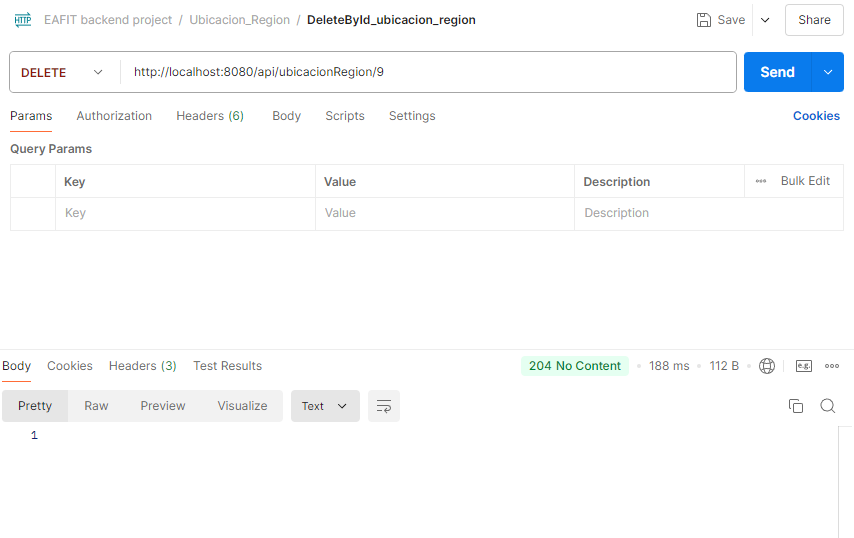 HTTP EAFIT backend project / Ubicacion_Region / DeleteById_ubicacion_region Save Share
DELETE http://localhost:8080/api/ubicacionRegion/9 Send
Params Authorization Headers (6) Body Scripts Settings Cookies
Query Params
Key Value Description Bulk Edit
Key Value Description
Body Cookies Headers (3) Test Results 204 No Content 188 ms 112 B e.g.
Pretty Raw Preview Visualize Text
1